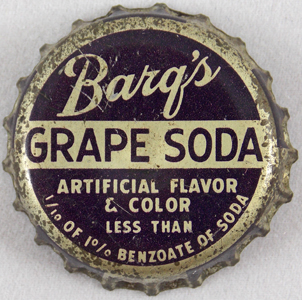 Barq's
GRAPE SODA
ARTIFICIAL FLAVOR
& COLOR
LESS THAN
1/10 OF 1% BENZOATE OF SODA